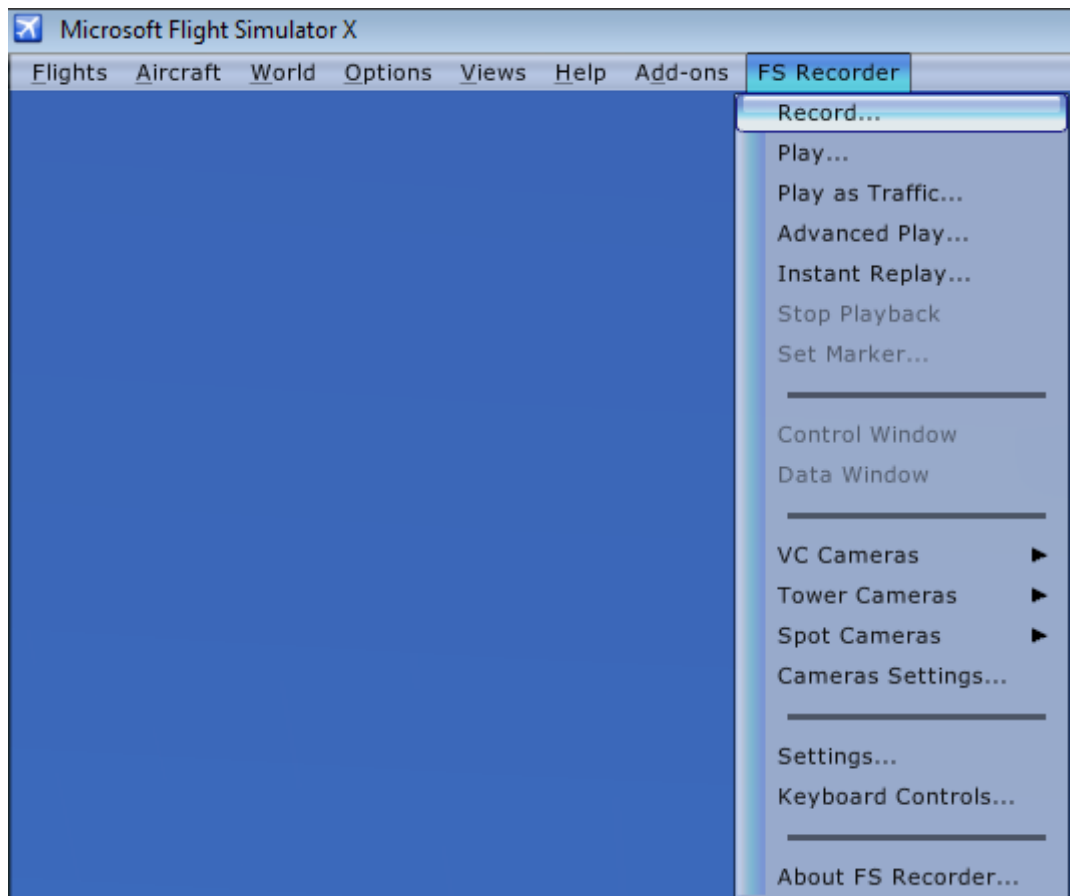 Microsoft Flight Simulator X
Flights Aircraft World Options Views Help Add-ons FS Recorder
Record...
Play...
Play as Traffic...
Advanced Play...
Instant Replay...
Stop Playback
Set Marker...
Control Window
Data Window
VC Cameras
Tower Cameras
Spot Cameras
Cameras Settings...
Settings...
Keyboard Controls...
About FS Recorder...